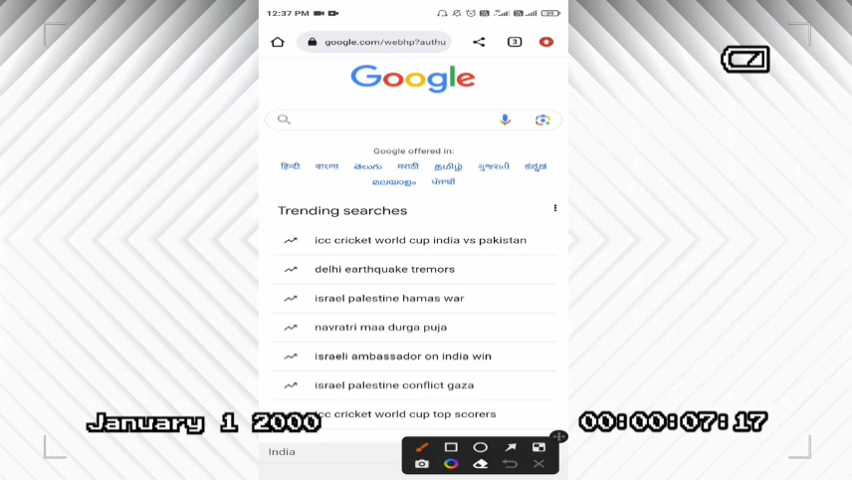 12:37 PM
google.com/webhp?authu
3
Google
Google offered in:
हिन्दी বাংলা తెలుగు मराठी தமிழ் ગુજરાતી ಕನ್ನಡ
മലയാളം ਪੰਜਾਬੀ
Trending searches
icc cricket world cup india vs pakistan
delhi earthquake tremors
israel palestine hamas war
navratri maa durga puja
israeli ambassador on india win
israel palestine conflict gaza
icc cricket world cup top scorers
India
January 1 2000
00:00:07:17